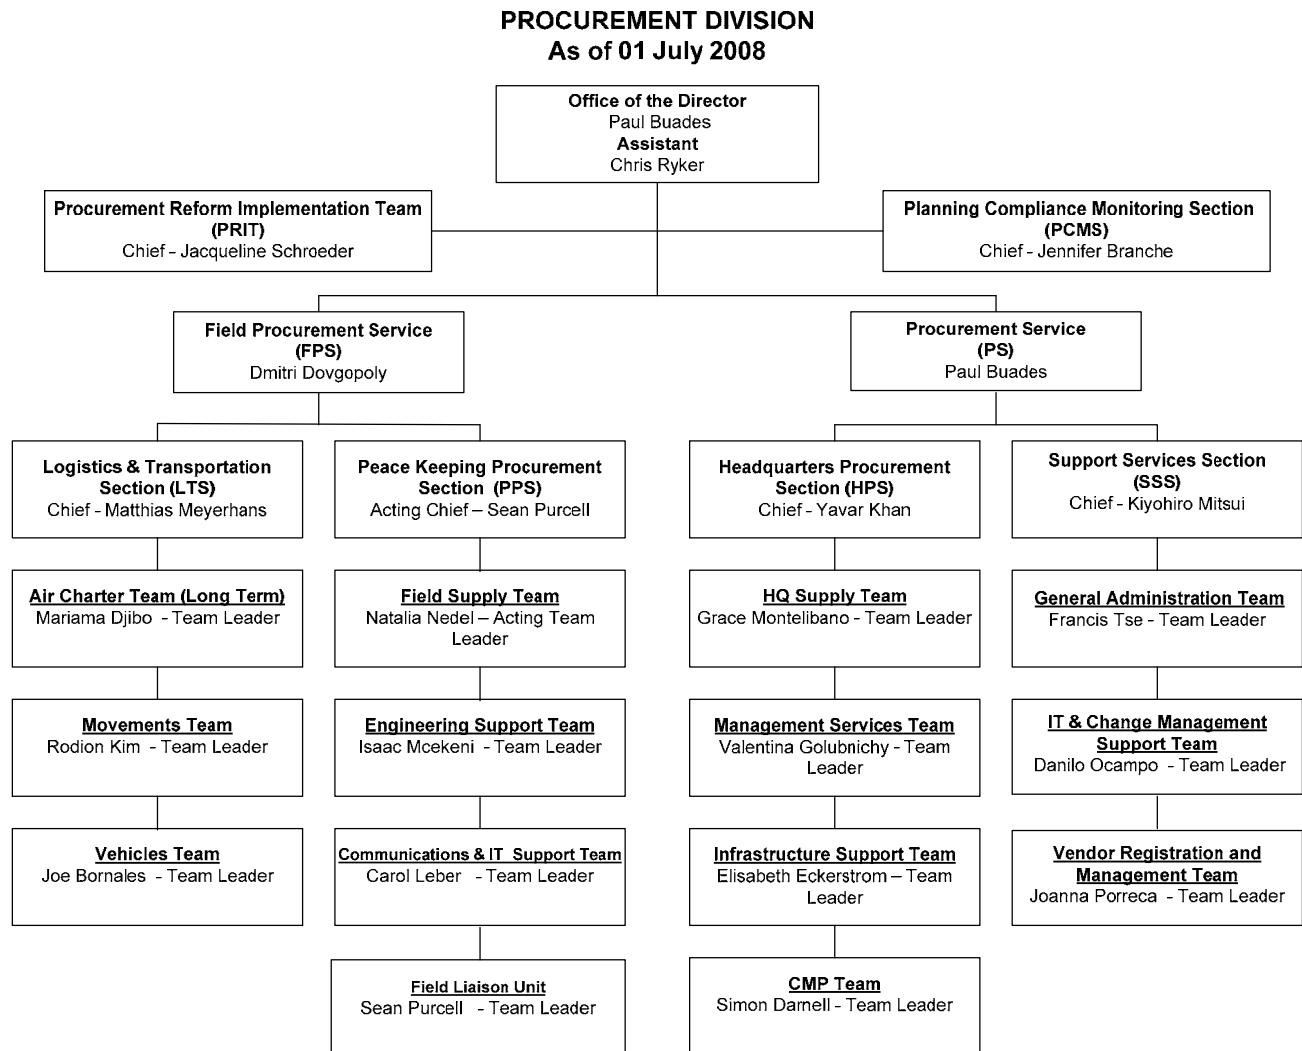 PROCUREMENT DIVISION
As of 01 July 2008
Office of the Director
Paul Buades
Assistant
Chris Ryker
Procurement Reform Implementation Team
(PRIT)
Chief - Jacqueline Schroeder
Planning Compliance Monitoring Section
(PCMS)
Chief - Jennifer Branche
Field Procurement Service
(FPS)
Dmitri Dovgopoly
Procurement Service
(PS)
Paul Buades
Logistics & Transportation
Section (LTS)
Chief - Matthias Meyerhans
Peace Keeping Procurement
Section (PPS)
Acting Chief – Sean Purcell
Headquarters Procurement
Section (HPS)
Chief - Yavar Khan
Support Services Section
(SSS)
Chief - Kiyohiro Mitsui
Air Charter Team (Long Term)
Mariama Djibo - Team Leader
Field Supply Team
Natalia Nedel – Acting Team
Leader
HQ Supply Team
Grace Montelibano - Team Leader
General Administration Team
Francis Tse - Team Leader
Movements Team
Rodion Kim - Team Leader
Engineering Support Team
Isaac Mcekeni - Team Leader
Management Services Team
Valentina Golubnichy - Team
Leader
IT & Change Management
Support Team
Danilo Ocampo - Team Leader
Vehicles Team
Joe Bornales - Team Leader
Communications & IT Support Team
Carol Leber - Team Leader
Infrastructure Support Team
Elisabeth Eckerstrom – Team
Leader
Vendor Registration and
Management Team
Joanna Porreca - Team Leader
Field Liaison Unit
Sean Purcell - Team Leader
CMP Team
Simon Darnell - Team Leader